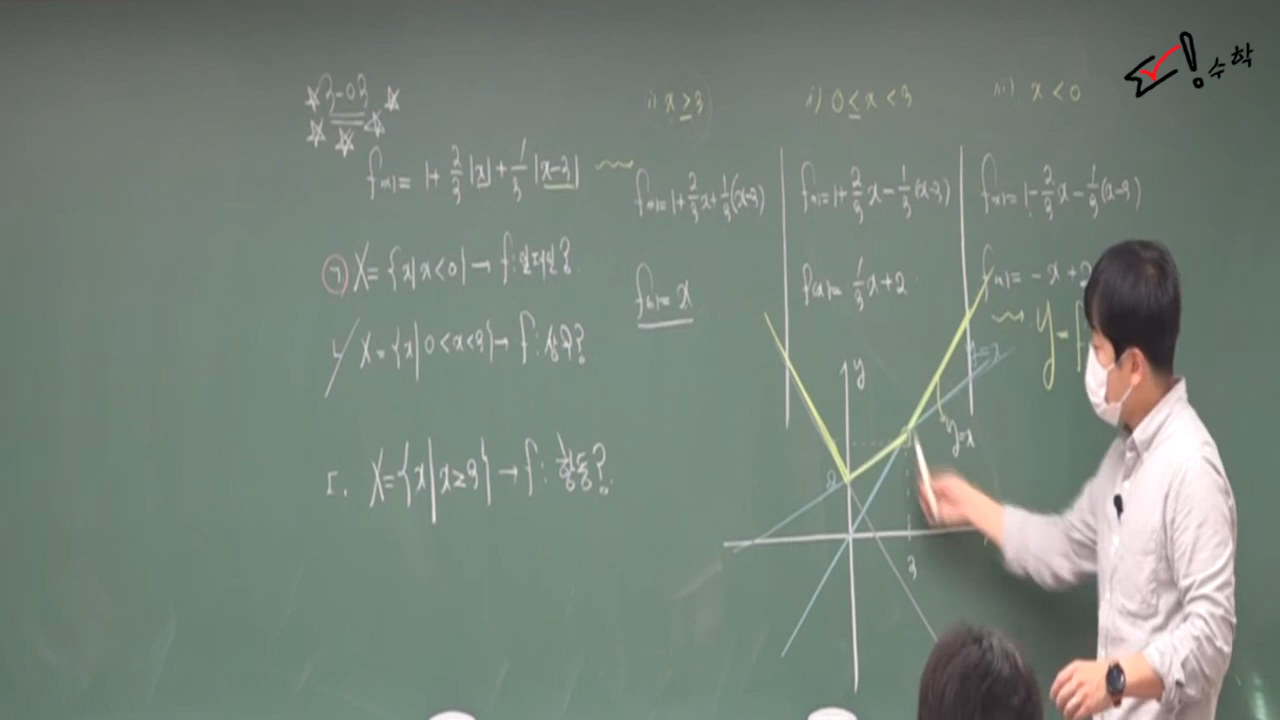 3-03
f(x)= 1+ 2/3 |x| + 1/3 |x-3|
ㄱ X={x|x<0} → f: 일대일?
ㄴ X={x|0<x<3} → f: 상수?
ㄷ. X={x|x≥3} → f: 항등?
i) x≥3
f(x)=1+2/3x+1/3(x-3)
f(x)= x
ii) 0≤x<3
f(x)=1+2/3x-1/3(x-3)
f(x)= 1/3x+2
iii) x<0
f(x)=1-2/3x-1/3(x-3)
f(x)= -x+2
y=f
y
y=x
2
3
수학